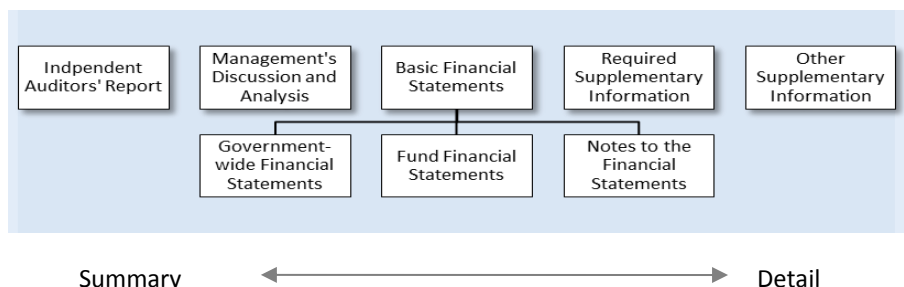 Indpendent
Auditors' Report
Management's
Discussion and
Analysis
Basic Financial
Statements
Required
Supplementary
Information
Other
Supplementary
Information
Government-
wide Financial
Statements
Fund Financial
Statements
Notes to the
Financial
Statements
Summary
Detail